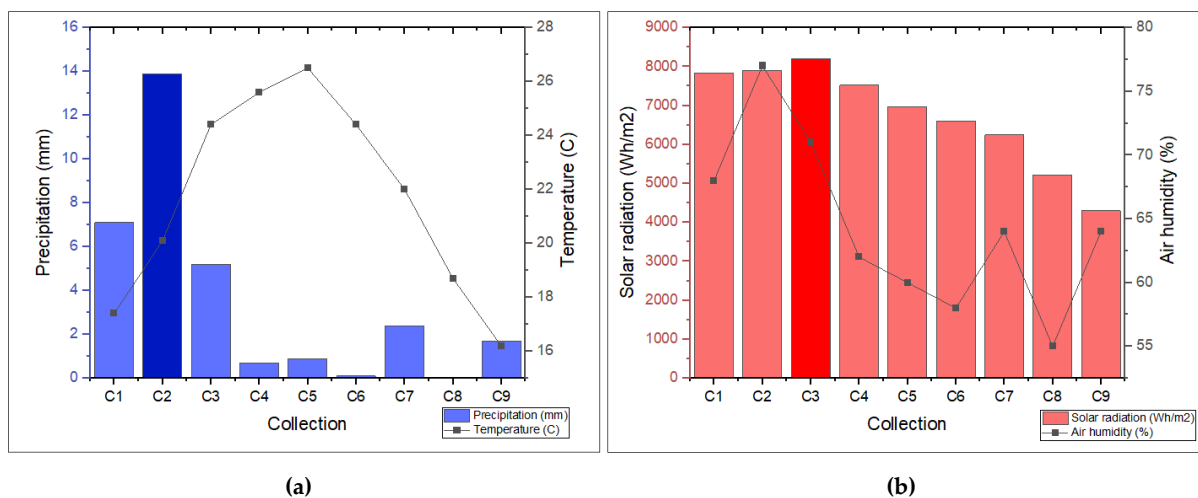 16
14
12
10
8
6
4
2
0
Precipitation (mm)
28
26
24
22
20
18
16
Temperature (C)
C1 C2 C3 C4 C5 C6 C7 C8 C9
Collection
Precipitation (mm)
Temperature (C)
(a)
9000
8000
7000
6000
5000
4000
3000
2000
1000
0
Solar radiation (Wh/m2)
80
75
70
65
60
55
Air humidity (%)
C1 C2 C3 C4 C5 C6 C7 C8 C9
Collection
Solar radiation (Wh/m2)
Air humidity (%)
(b)